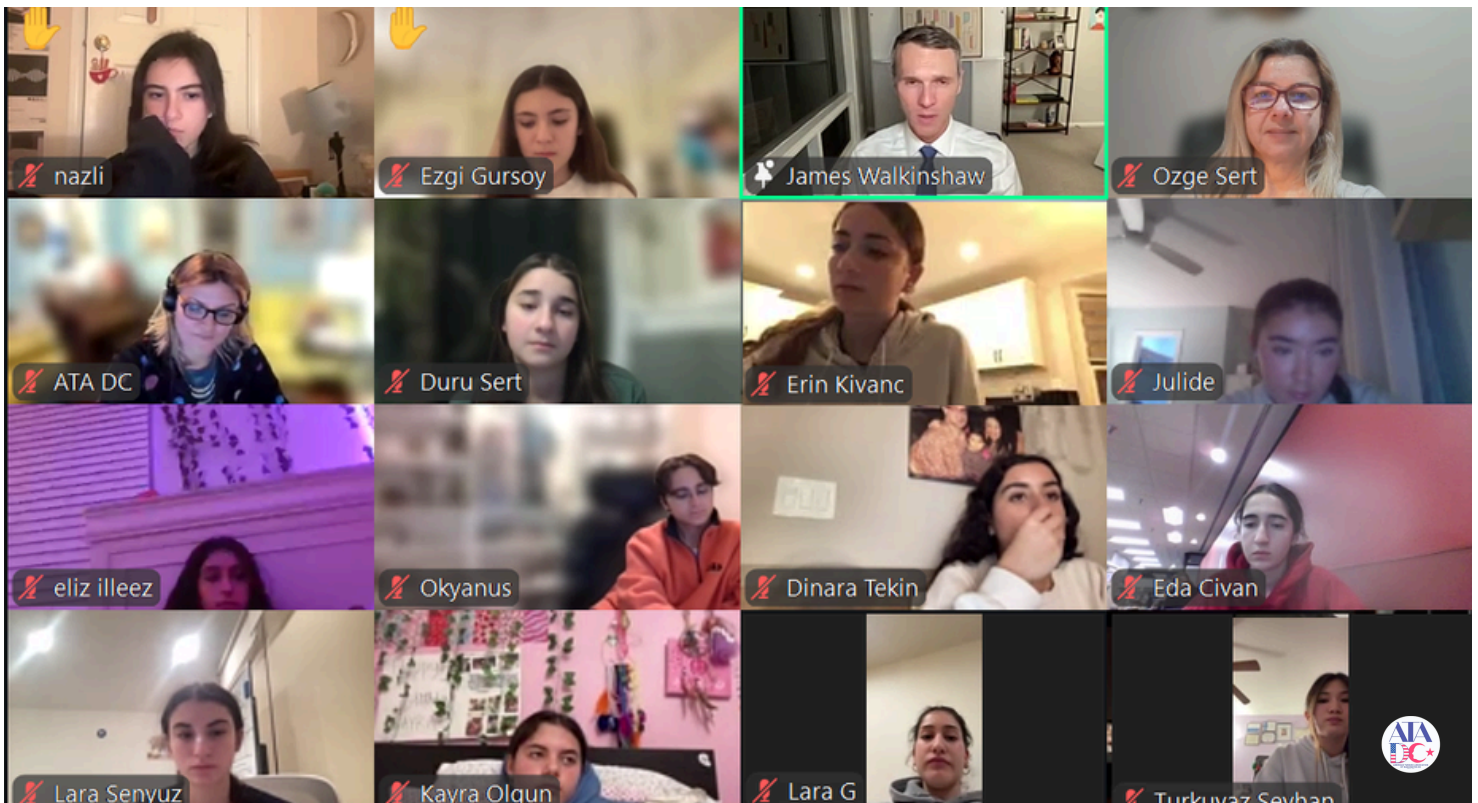 nazli
Ezgi Gursoy
James Walkinshaw
Ozge Sert
ATA DC
Duru Sert
Erin Kivanc
Julide
eliz illeez
Okyanus
Dinara Tekin
Eda Civan
Lara Senyuz
Kayra Olgun
Lara G
Turkuvaz Seyhan
ATA
DC